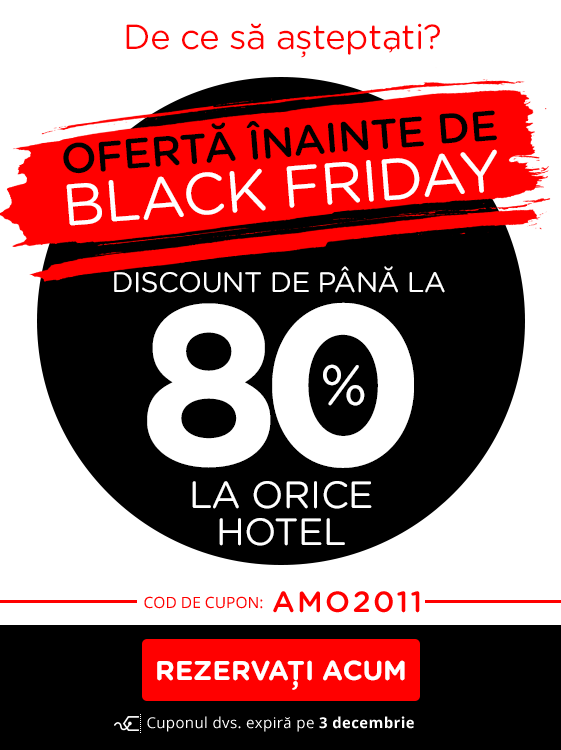 De ce să așteptați?
OFERTĂ ÎNAINTE DE
BLACK FRIDAY
DISCOUNT DE PÂNĂ LA
80%
LA ORICE
HOTEL
COD DE CUPON: AMO2011
REZERVAȚI ACUM
Cuponul dvs. expiră pe 3 decembrie